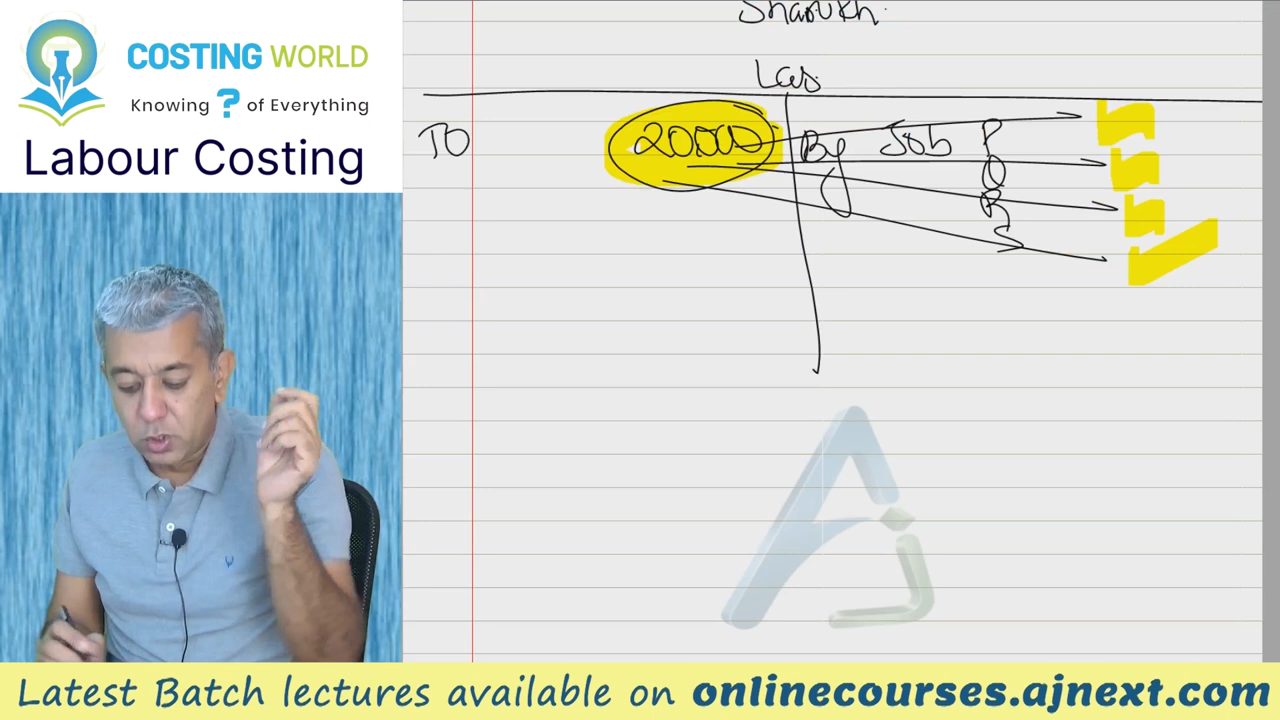 COSTING WORLD
Knowing ? of Everything
Labour Costing
Sharukh
Las
TO 20000 By Job P
Q
R
S
Latest Batch lectures available on onlinecourses.ajnext.com